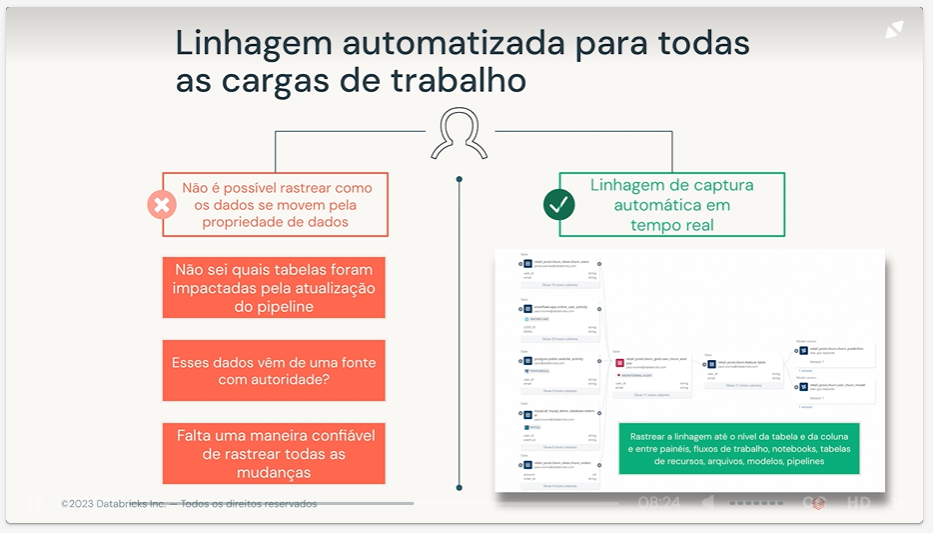 Linhagem automatizada para todas
as cargas de trabalho
Não é possível rastrear como
os dados se movem pela
propriedade de dados
Não sei quais tabelas foram
impactadas pela atualização
do pipeline
Esses dados vêm de uma fonte
com autoridade?
Falta uma maneira confiável
de rastrear todas as
mudanças
Linhagem de captura
automática em
tempo real
Rastrear a linhagem até o nível da tabela e da coluna
e entre painéis, fluxos de trabalho, notebooks, tabelas
de recursos, arquivos, modelos, pipelines
©2023 Databricks Inc. — Todos os direitos reservados
08:24
HD